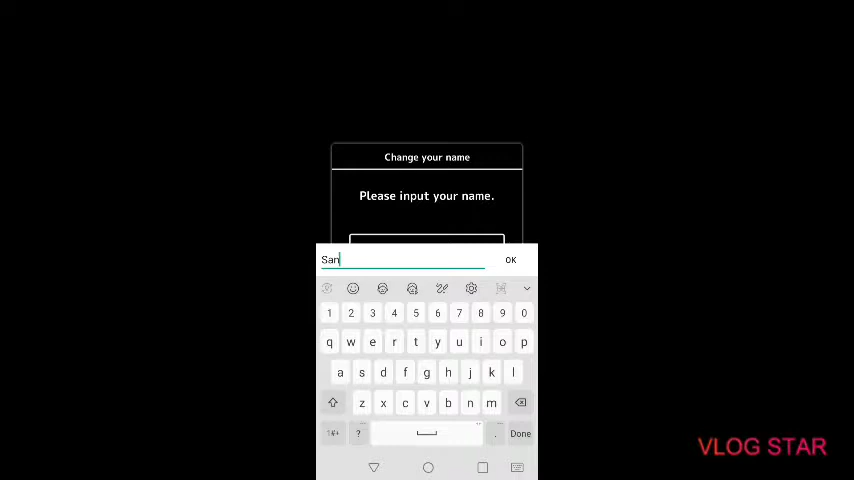 Change your name
Please input your name.
San
OK
1 2 3 4 5 6 7 8 9 0
q w e r t y u i o p
a s d f g h j k l
z x c v b n m
!#+ ? . Done
VLOG STAR